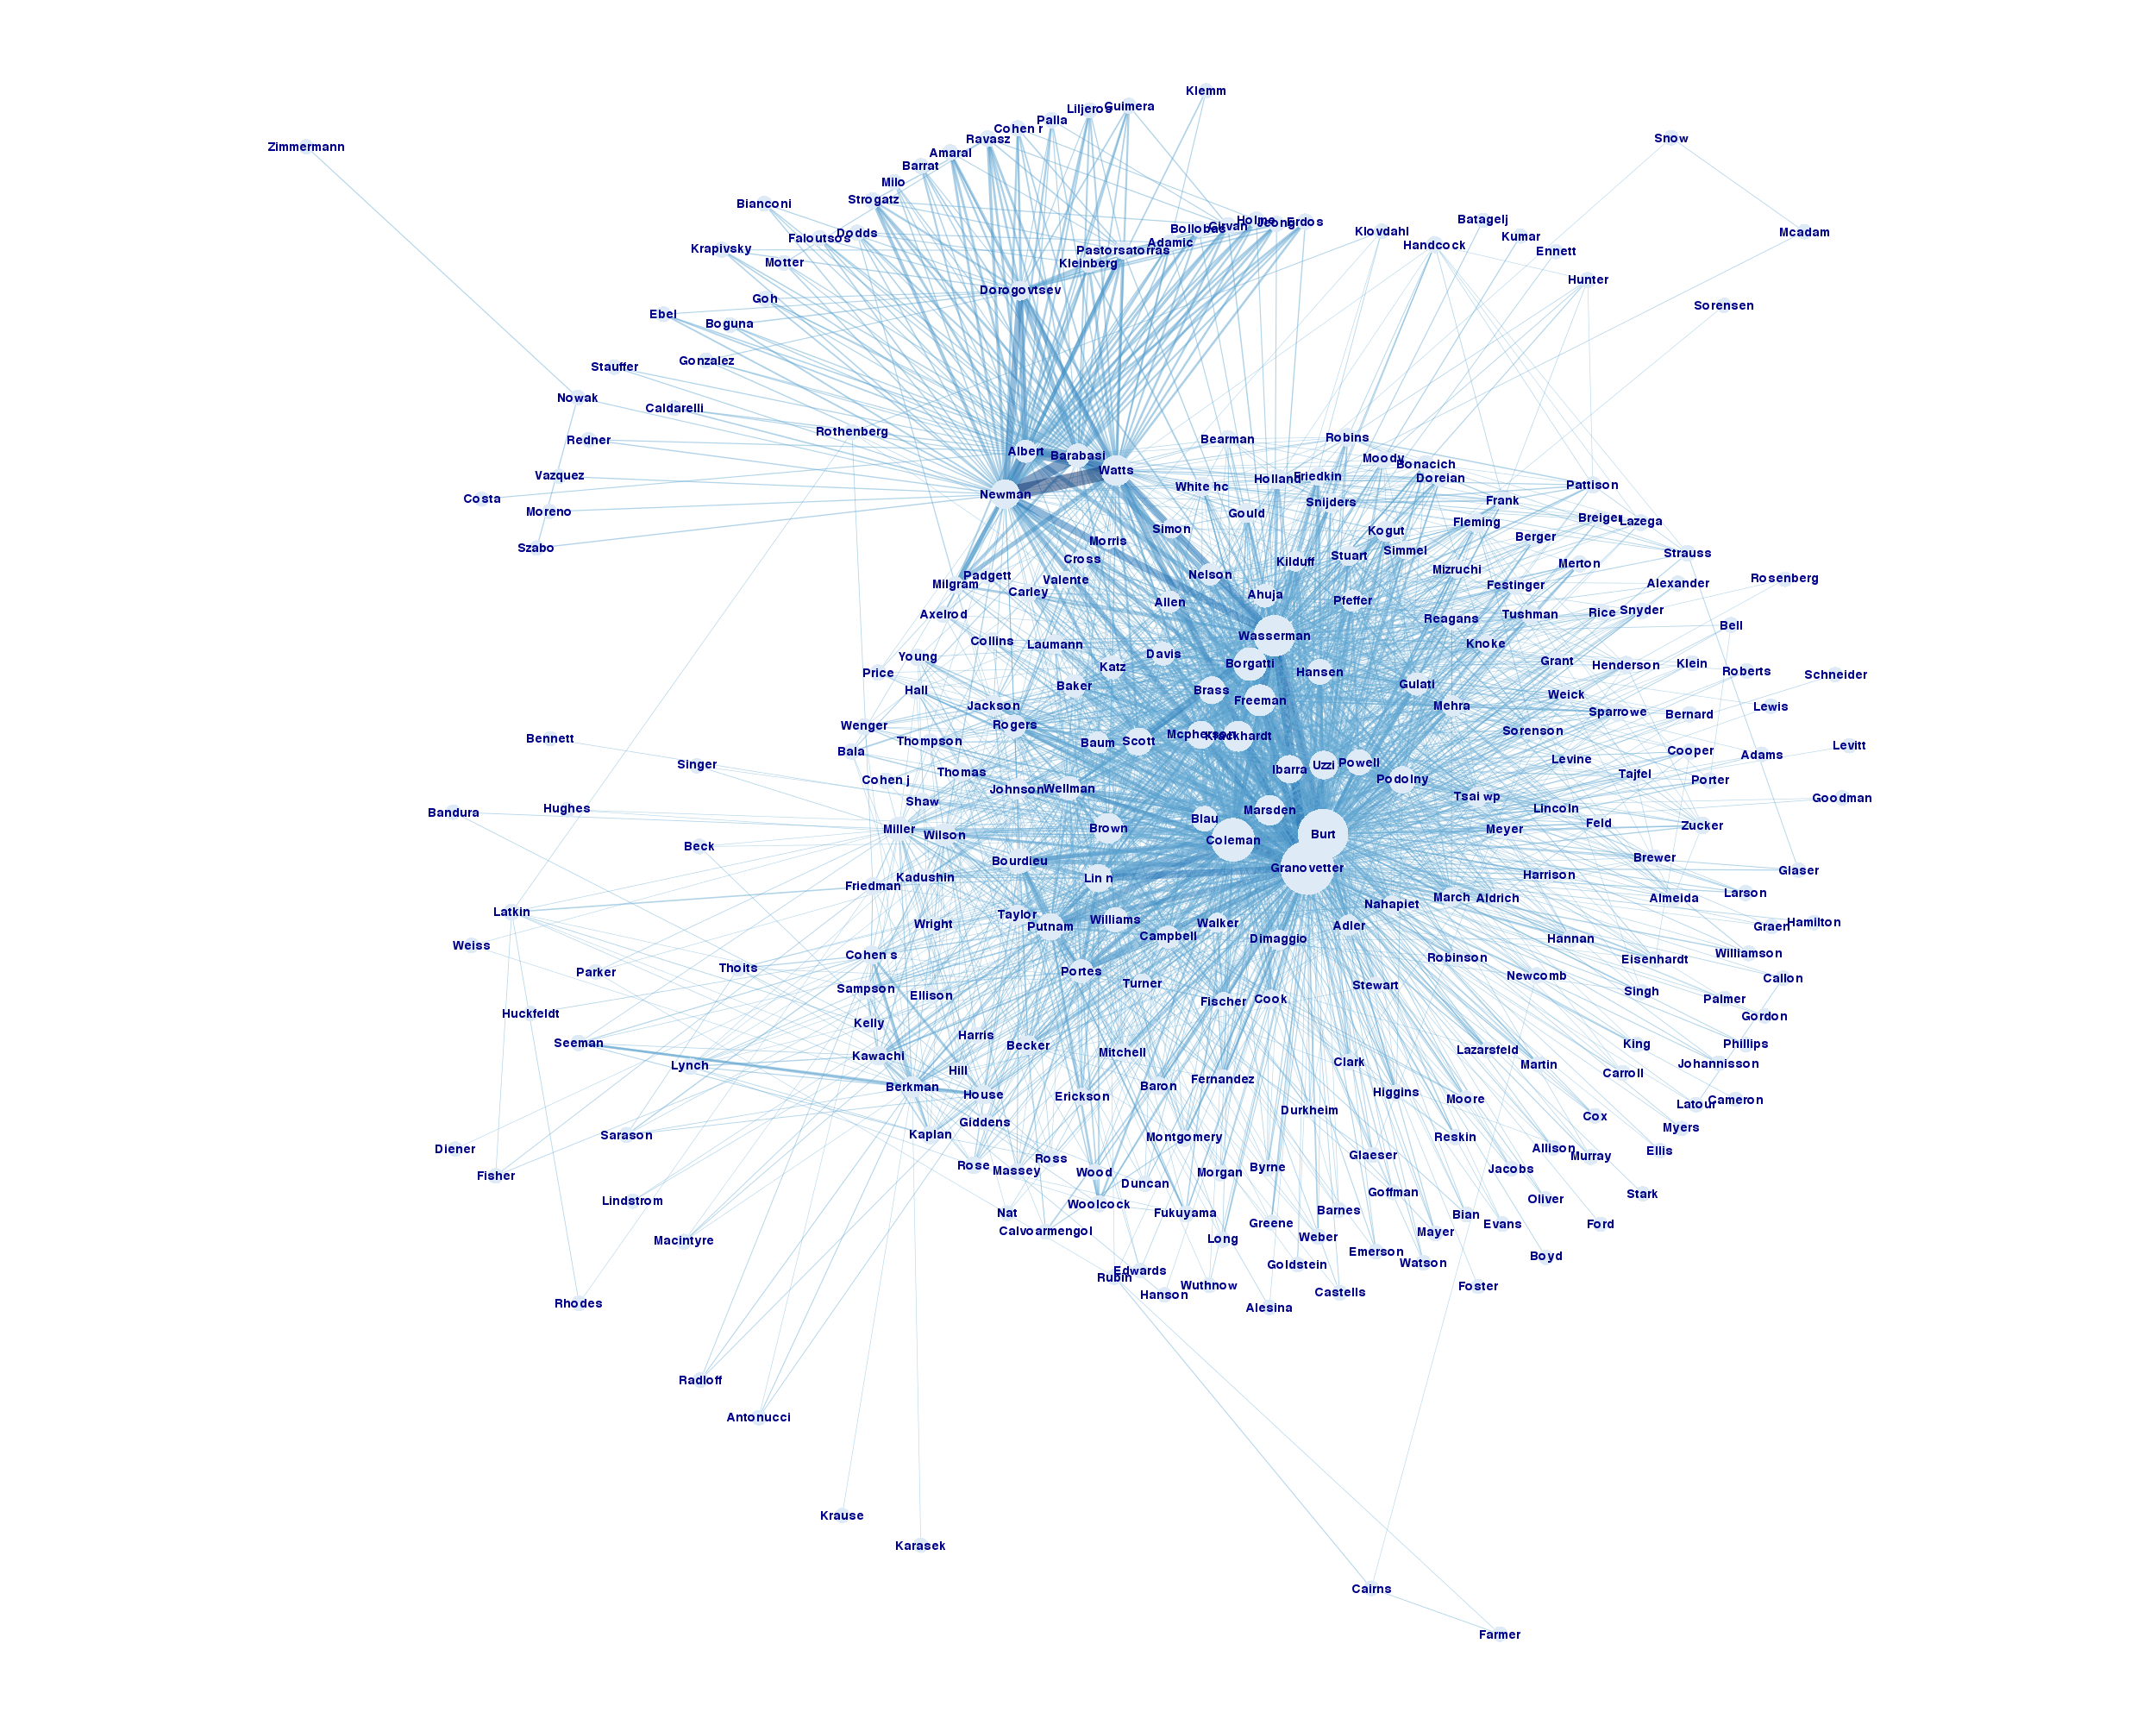 Klemm
Liljeros
Guimera
Palla
Cohen r
Snow
Ravasz
Zimmermann
Amaral
Barrat
Milo
Strogatz
Bianconi
Batagelj
Holme
Jeong
Erdos
Girvan
Bollobas
Klovdahl
Mcadam
Dodds
Faloutsos
Kumar
Adamic
Handcock
Krapivsky
Pastorsatorras
Ennett
Motter
Kleinberg
Hunter
Dorogovtsev
Goh
Sorensen
Ebel
Boguna
Gonzalez
Stauffer
Nowak
Caldarelli
Rothenberg
Robins
Redner
Bearman
Albert
Barabasi
Moody
Bonacich
Watts
Vazquez
Friedkin
Holland
Doreian
Pattison
White hc
Newman
Costa
Frank
Snijders
Moreno
Gould
Breiger
Lazega
Fleming
Simon
Kogut
Berger
Morris
Szabo
Simmel
Strauss
Stuart
Cross
Kilduff
Merton
Mizruchi
Nelson
Padgett
Rosenberg
Valente
Milgram
Alexander
Festinger
Carley
Ahuja
Pfeffer
Allen
Snyder
Rice
Axelrod
Tushman
Reagans
Bell
Wasserman
Collins
Knoke
Laumann
Davis
Young
Grant
Borgatti
Klein
Henderson
Katz
Roberts
Hansen
Price
Schneider
Gulati
Baker
Hall
Brass
Weick
Freeman
Jackson
Mehra
Lewis
Sparrowe
Bernard
Rogers
Wenger
Sorenson
Mcpherson
Krackhardt
Bennett
Thompson
Scott
Baum
Levitt
Bala
Cooper
Adams
Levine
Powell
Singer
Uzzi
Ibarra
Thomas
Tajfel
Cohen j
Podolny
Porter
Johnson
Wellman
Tsai wp
Goodman
Shaw
Hughes
Lincoln
Marsden
Bandura
Blau
Feld
Zucker
Brown
Miller
Meyer
Wilson
Burt
Coleman
Beck
Brewer
Bourdieu
Granovetter
Glaser
Harrison
Kadushin
Lin n
Friedman
Larson
March
Aldrich
Almeida
Nahapiet
Latkin
Taylor
Williams
Hamilton
Walker
Wright
Putnam
Adler
Graen
Campbell
Dimaggio
Hannan
Weiss
Williamson
Cohen s
Robinson
Eisenhardt
Thoits
Portes
Parker
Newcomb
Callon
Turner
Stewart
Sampson
Singh
Ellison
Cook
Palmer
Fischer
Huckfeldt
Gordon
Kelly
Harris
Seeman
King
Phillips
Becker
Lazarsfeld
Mitchell
Kawachi
Clark
Johannisson
Lynch
Martin
Hill
Carroll
Fernandez
Berkman
Baron
Higgins
House
Erickson
Moore
Cameron
Latour
Durkheim
Cox
Giddens
Myers
Kaplan
Sarason
Montgomery
Reskin
Diener
Allison
Ellis
Glaeser
Murray
Ross
Rose
Byrne
Jacobs
Massey
Wood
Morgan
Fisher
Duncan
Goffman
Stark
Oliver
Lindstrom
Woolcock
Barnes
Nat
Fukuyama
Bian
Greene
Evans
Ford
Calvoarmengol
Mayer
Weber
Long
Macintyre
Emerson
Boyd
Watson
Goldstein
Edwards
Rubin
Wuthnow
Foster
Castells
Hanson
Rhodes
Alesina
Radloff
Antonucci
Krause
Karasek
Cairns
Farmer